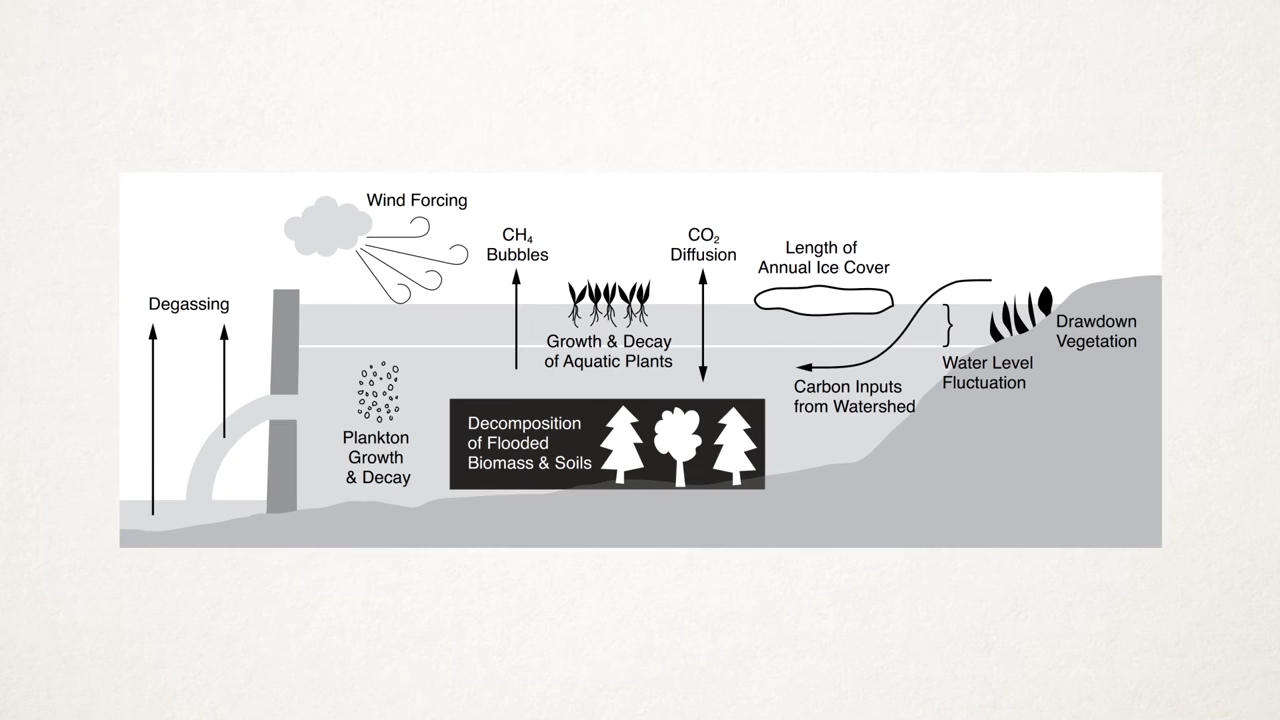 Wind Forcing
CH₄
Bubbles
CO₂
Diffusion
Length of
Annual Ice Cover
Degassing
Growth & Decay
of Aquatic Plants
Drawdown
Vegetation
Water Level
Fluctuation
Carbon Inputs
from Watershed
Plankton
Growth
& Decay
Decomposition
of Flooded
Biomass & Soils